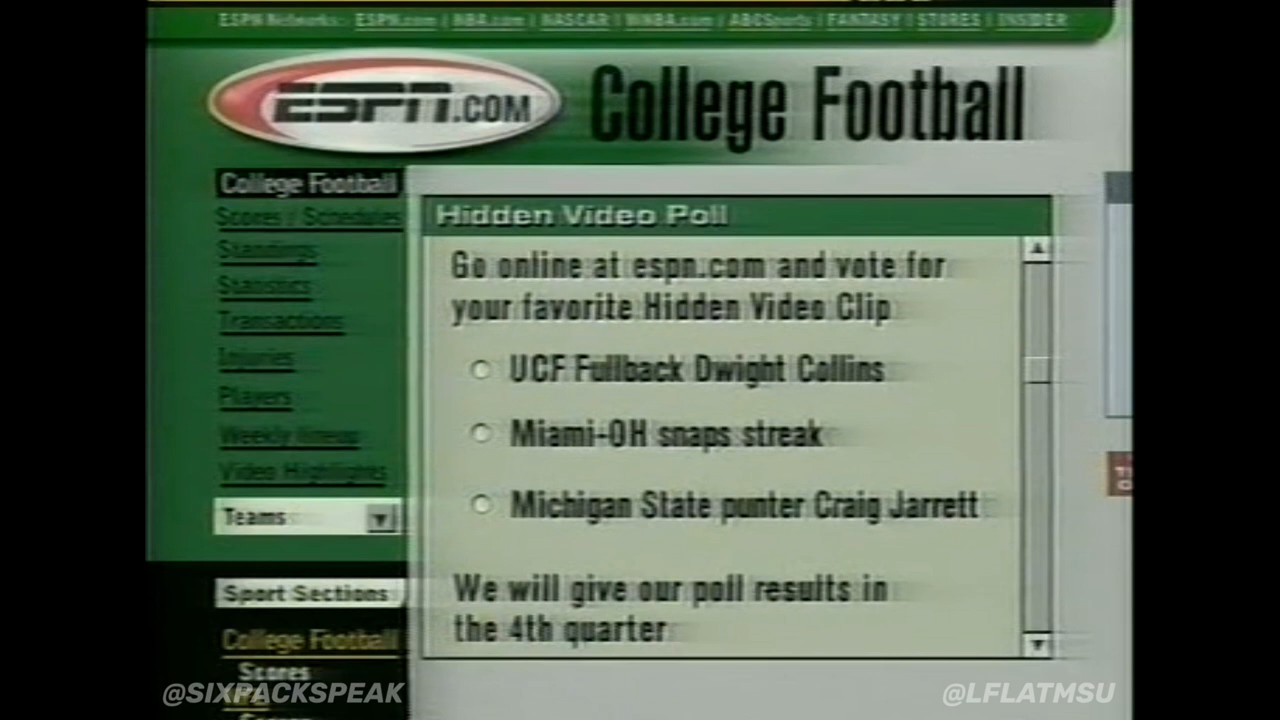 ESPN Networks: ESPN.com | NBA.com | NASCAR | WNBA.com | ABCSports | FANTASY | STORES | INSIDER
ESPN.COM
College Football
College Football
Scores / Schedules
Standings
Statistics
Transactions
Injuries
Players
Weekly lineup
Video Highlights
Teams
Sport Sections
College Football
Scores
Hidden Video Poll
Go online at espn.com and vote for
your favorite Hidden Video Clip
UCF Fullback Dwight Collins
Miami-OH snaps streak
Michigan State punter Craig Jarrett
We will give our poll results in
the 4th quarter
@SIXPACKSPEAK
@LFLATMSU